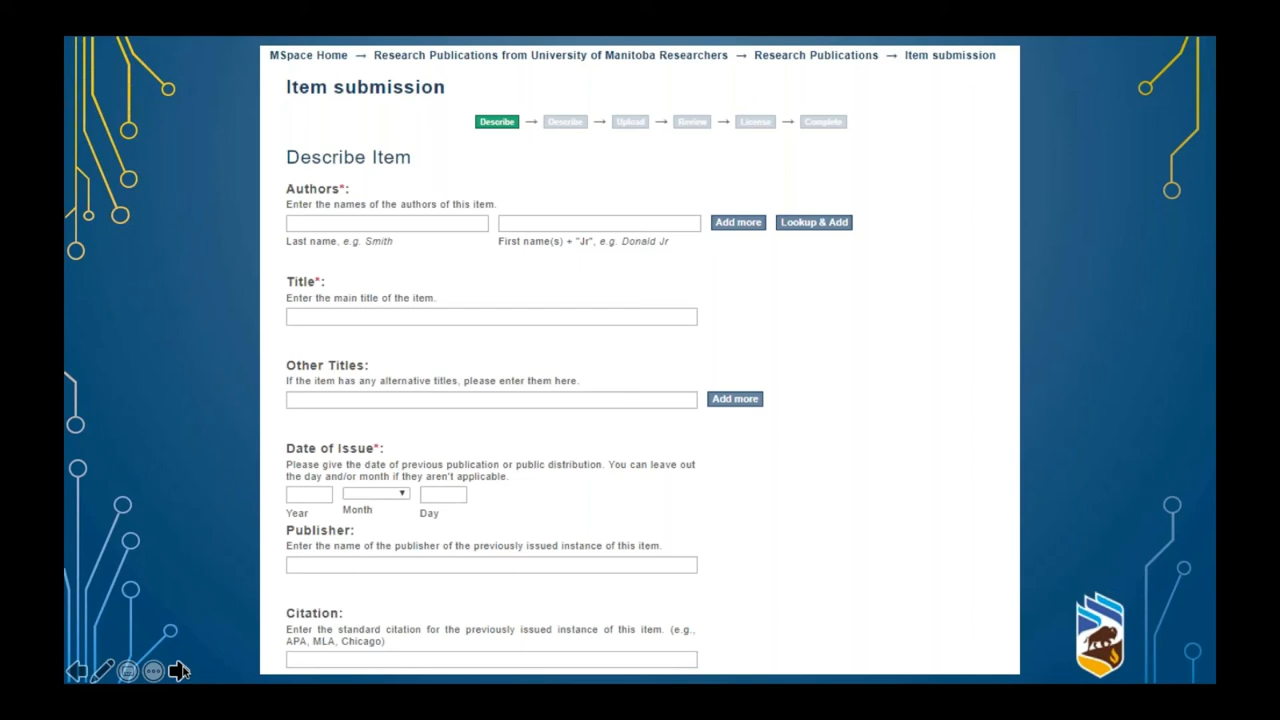 MSpace Home → Research Publications from University of Manitoba Researchers → Research Publications → Item submission
Item submission
Describe → Describe → Upload → Review → License → Complete
Describe Item
Authors*:
Enter the names of the authors of this item.
Add more Lookup & Add
Last name, e.g. Smith First name(s) + "Jr", e.g. Donald Jr
Title*:
Enter the main title of the item.
Other Titles:
If the item has any alternative titles, please enter them here.
Add more
Date of Issue*:
Please give the date of previous publication or public distribution. You can leave out
the day and/or month if they aren't applicable.
Year Month Day
Publisher:
Enter the name of the publisher of the previously issued instance of this item.
Citation:
Enter the standard citation for the previously issued instance of this item. (e.g.,
APA, MLA, Chicago)